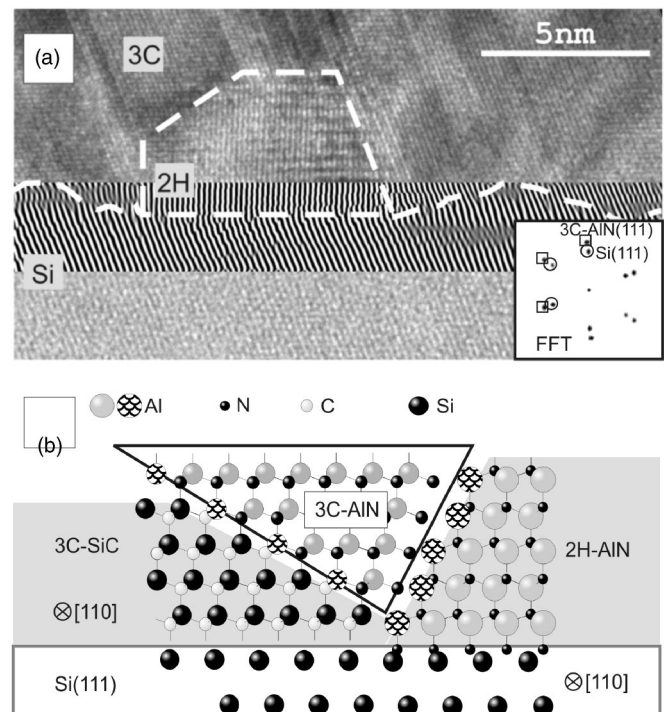 (a)
3C
5nm
2H
Si
3C-AlN(111)
Si(111)
FFT
(b)
Al N C Si
3C-AlN
3C-SiC
2H-AlN
⊗[110]
Si(111)
⊗[110]